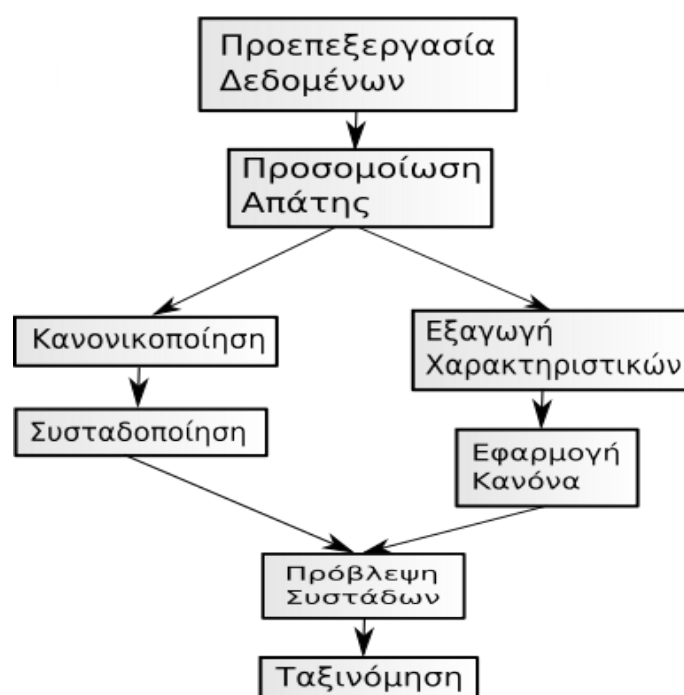 Προεπεξεργασία
Δεδομένων
Προσομοίωση
Απάτης
Κανονικοποίηση
Συσταδοποίηση
Εξαγωγή
Χαρακτηριστικών
Εφαρμογή
Κανόνα
Πρόβλεψη
Συστάδων
Ταξινόμηση